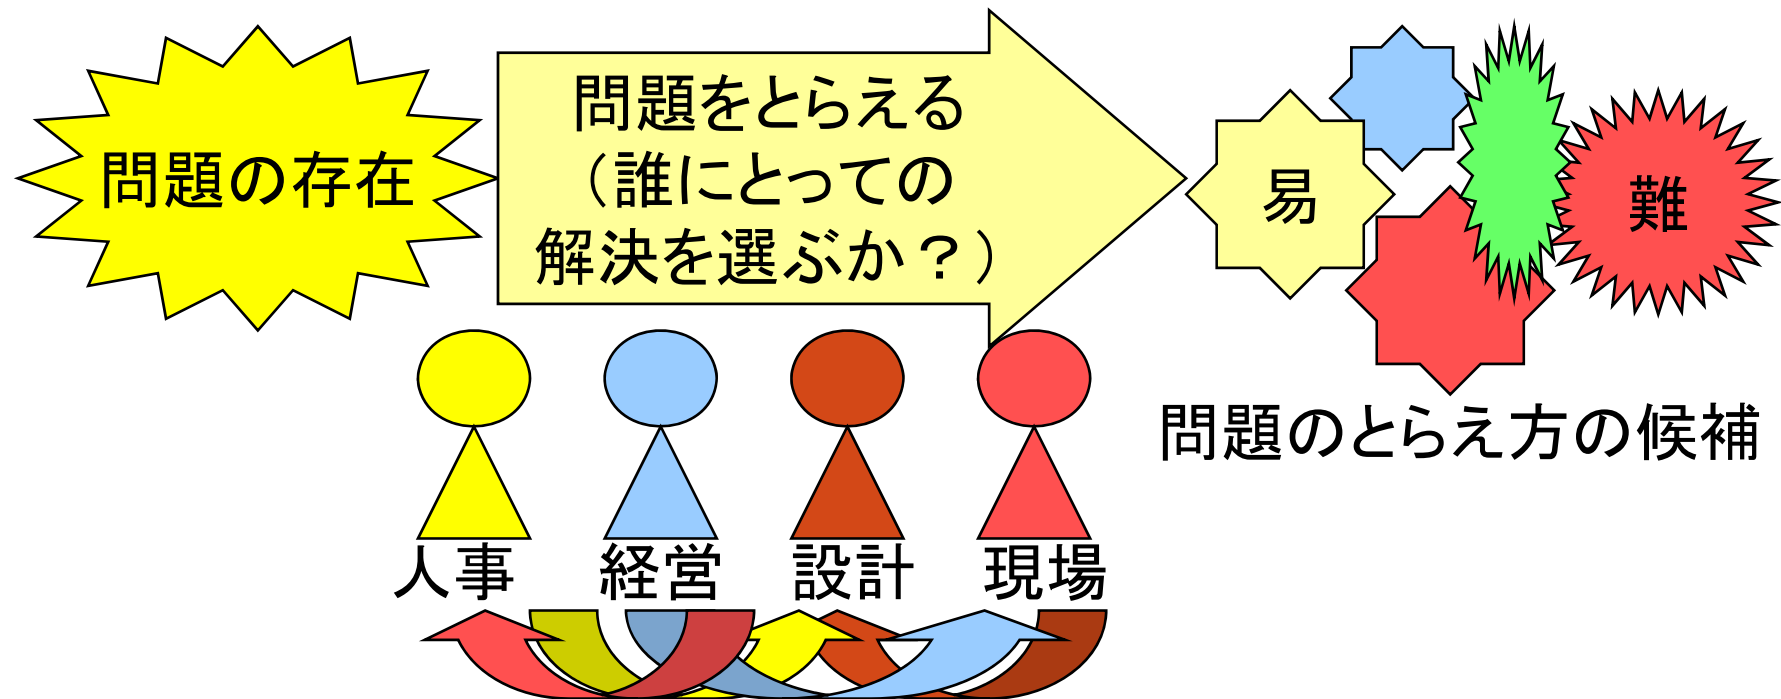 問題の存在
問題をとらえる
（誰にとっての
解決を選ぶか？）
易
難
問題のとらえ方の候補
人事
経営
設計
現場